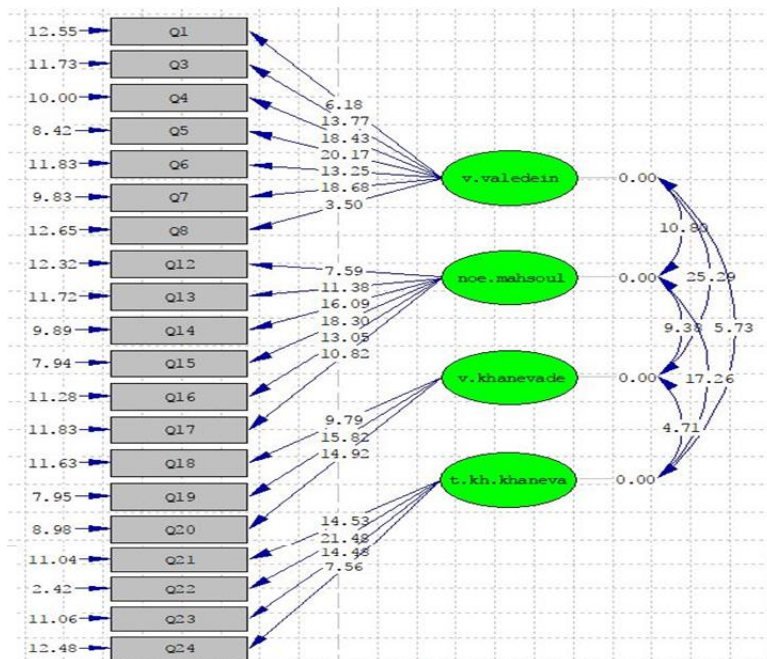 12.55 Q1
11.73 Q3
10.00 Q4
8.42 Q5
11.83 Q6
9.83 Q7
12.65 Q8
12.32 Q12
11.72 Q13
9.89 Q14
7.94 Q15
11.28 Q16
11.83 Q17
11.63 Q18
7.95 Q19
8.98 Q20
11.04 Q21
2.42 Q22
11.06 Q23
12.48 Q24
6.18
13.77
18.43
20.17
13.25
18.68
3.50
7.59
11.38
16.09
18.30
13.05
10.82
9.79
15.82
14.92
14.53
21.48
14.48
7.56
v.valedein 0.00
noe.mahsoul 0.00
v.khanevade 0.00
t.kh.khaneva 0.00
25.29
5.73
17.26
4.71